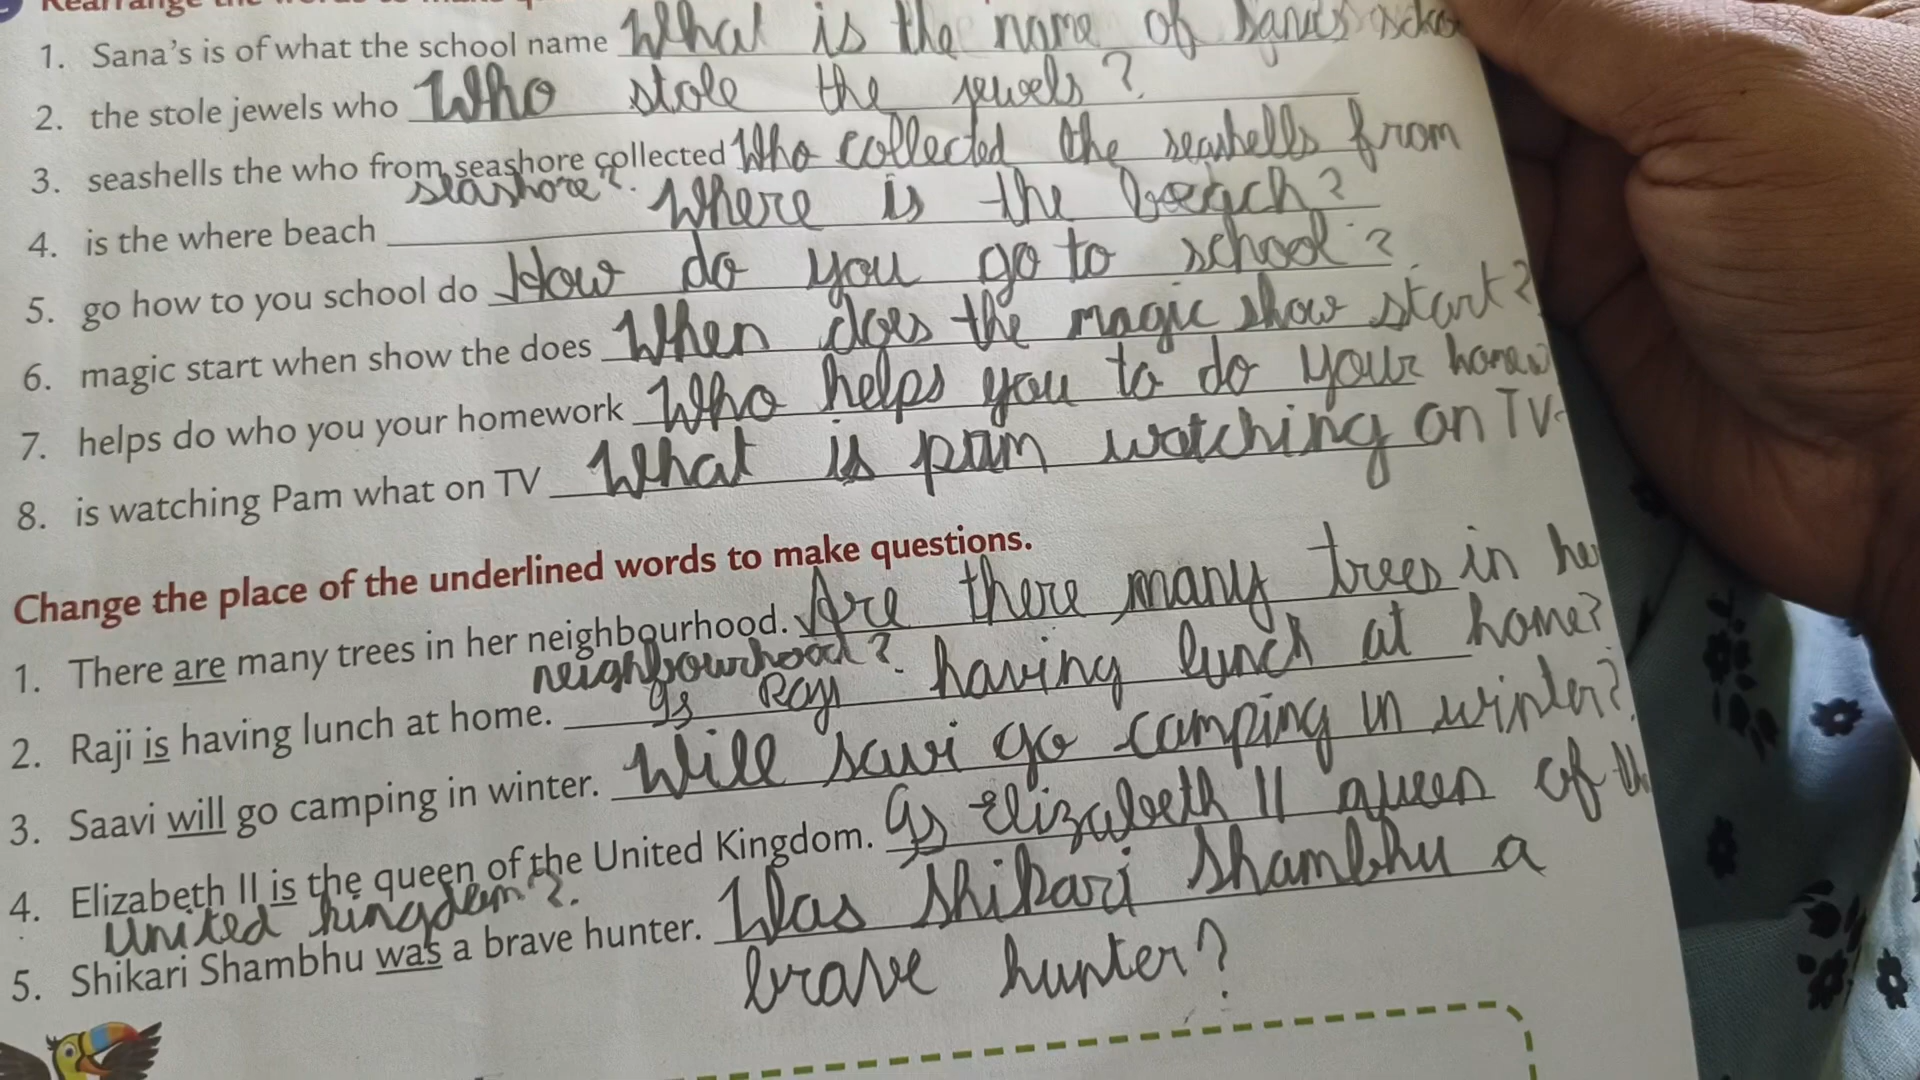 1. Sana's is of what the school name What is the name of Sana's
2. the stole jewels who Who stole the jewels?
3. seashells the who from seashore collected Who collected the seashells from
seashore?.
4. is the where beach Where is the beach?
5. go how to you school do How do you go to school?
6. magic start when show the does When does the magic show start?
7. helps do who you your homework Who helps you to do your
8. is watching Pam what on TV What is pam watching on TV
Change the place of the underlined words to make questions.
1. There are many trees in her neighbourhood. Are there many trees in
neighbourhood?.
2. Raji is having lunch at home. Is Raji having lunch at home?
3. Saavi will go camping in winter. Will savi go camping in winter?
4. Elizabeth II is the queen of the United Kingdom. Is Elizabeth II queen of
United kingdom?.
5. Shikari Shambhu was a brave hunter. Was Shikari Shambhu a
brave hunter?